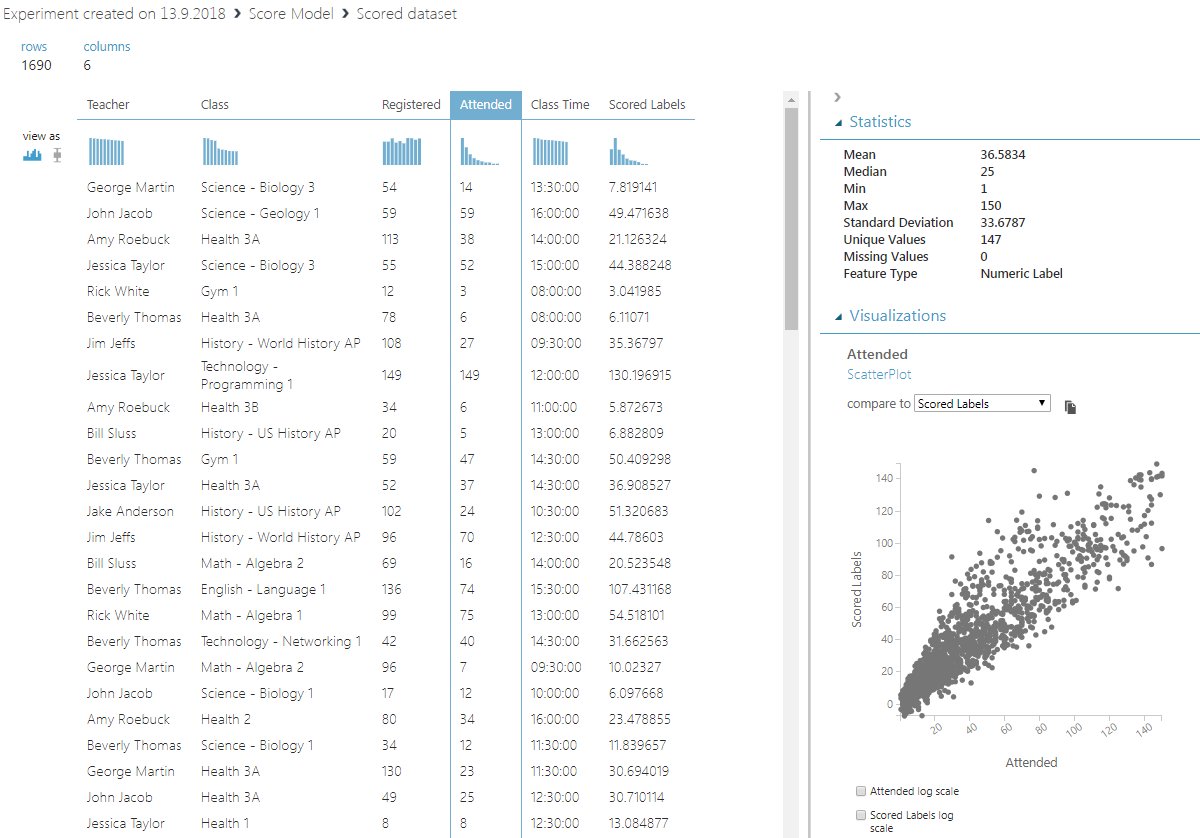 Experiment created on 13.9.2018 › Score Model › Scored dataset
rows columns
1690 6
Teacher Class Registered Attended Class Time Scored Labels
view as
George Martin Science - Biology 3 54 14 13:30:00 7.819141
John Jacob Science - Geology 1 59 59 16:00:00 49.471638
Amy Roebuck Health 3A 113 38 14:00:00 21.126324
Jessica Taylor Science - Biology 3 55 52 15:00:00 44.388248
Rick White Gym 1 12 3 08:00:00 3.041985
Beverly Thomas Health 3A 78 6 08:00:00 6.11071
Jim Jeffs History - World History AP 108 27 09:30:00 35.36797
Jessica Taylor Technology - Programming 1 149 149 12:00:00 130.196915
Amy Roebuck Health 3B 34 6 11:00:00 5.872673
Bill Sluss History - US History AP 20 5 13:00:00 6.882809
Beverly Thomas Gym 1 59 47 14:30:00 50.409298
Jessica Taylor Health 3A 52 37 14:30:00 36.908527
Jake Anderson History - US History AP 102 24 10:30:00 51.320683
Jim Jeffs History - World History AP 96 70 12:30:00 44.78603
Bill Sluss Math - Algebra 2 69 16 14:00:00 20.523548
Beverly Thomas English - Language 1 136 74 15:30:00 107.431168
Rick White Math - Algebra 1 99 75 13:00:00 54.518101
Beverly Thomas Technology - Networking 1 42 40 14:30:00 31.662563
George Martin Math - Algebra 2 96 7 09:30:00 10.02327
John Jacob Science - Biology 1 17 12 10:00:00 6.097668
Amy Roebuck Health 2 80 34 16:00:00 23.478855
Beverly Thomas Science - Biology 1 34 12 11:30:00 11.839657
George Martin Health 3A 130 23 11:30:00 30.694019
John Jacob Health 3A 49 25 12:30:00 30.710114
Jessica Taylor Health 1 8 8 12:30:00 13.084877
Statistics
Mean 36.5834
Median 25
Min 1
Max 150
Standard Deviation 33.6787
Unique Values 147
Missing Values 0
Feature Type Numeric Label
Visualizations
Attended
ScatterPlot
compare to Scored Labels
Scored Labels
140
120
100
80
60
40
20
0
20 40 60 80 100 120 140
Attended
Attended log scale
Scored Labels log
scale